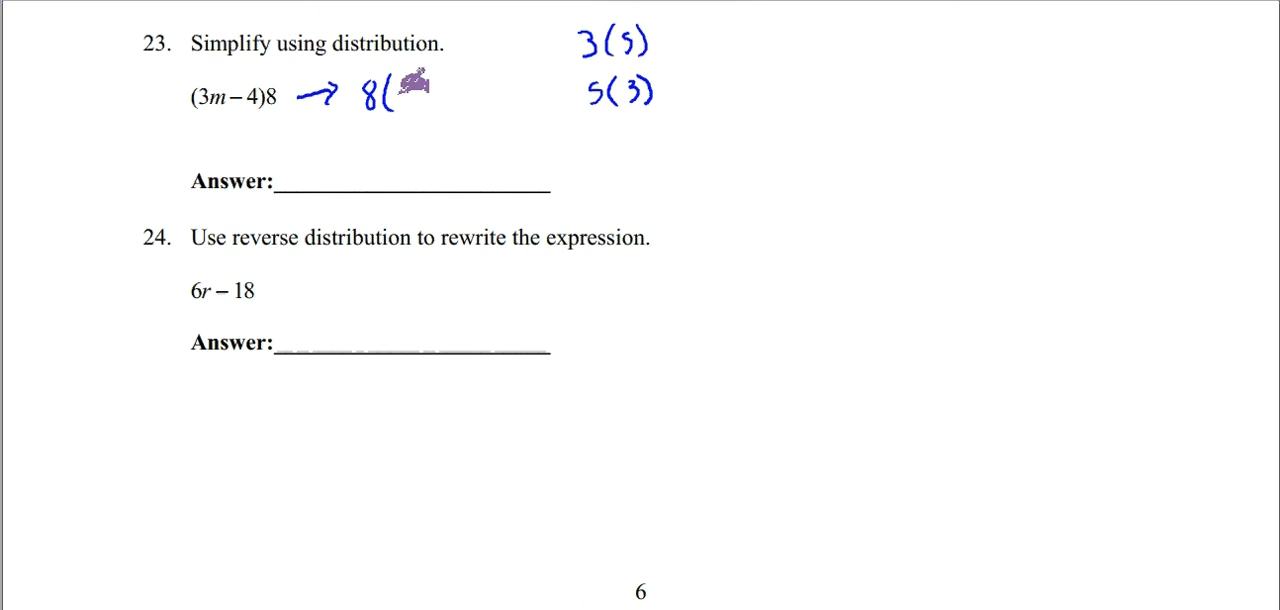 23. Simplify using distribution. 3(5)
(3m – 4)8 → 8( 5(3)
Answer:
24. Use reverse distribution to rewrite the expression.
6r – 18
Answer:
6